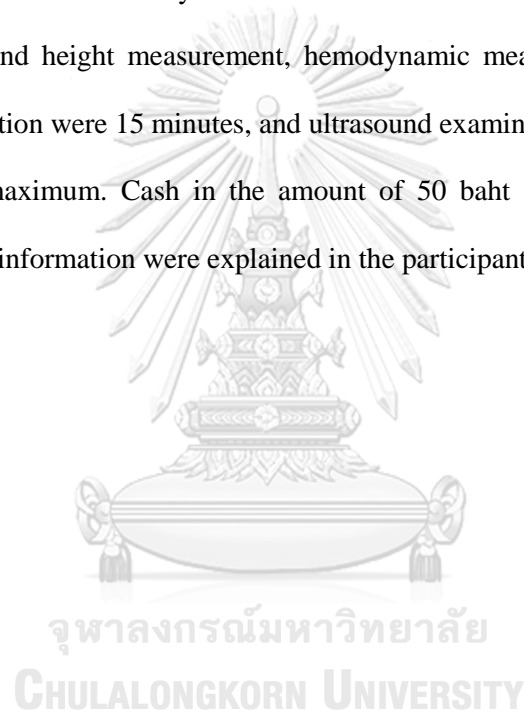 nd height measurement, hemodynamic mea
tion were 15 minutes, and ultrasound examin
naximum. Cash in the amount of 50 baht
information were explained in the participant
จุฬาลงกรณ์มหาวิทยาลัย
CHULALONGKORN UNIVERSITY